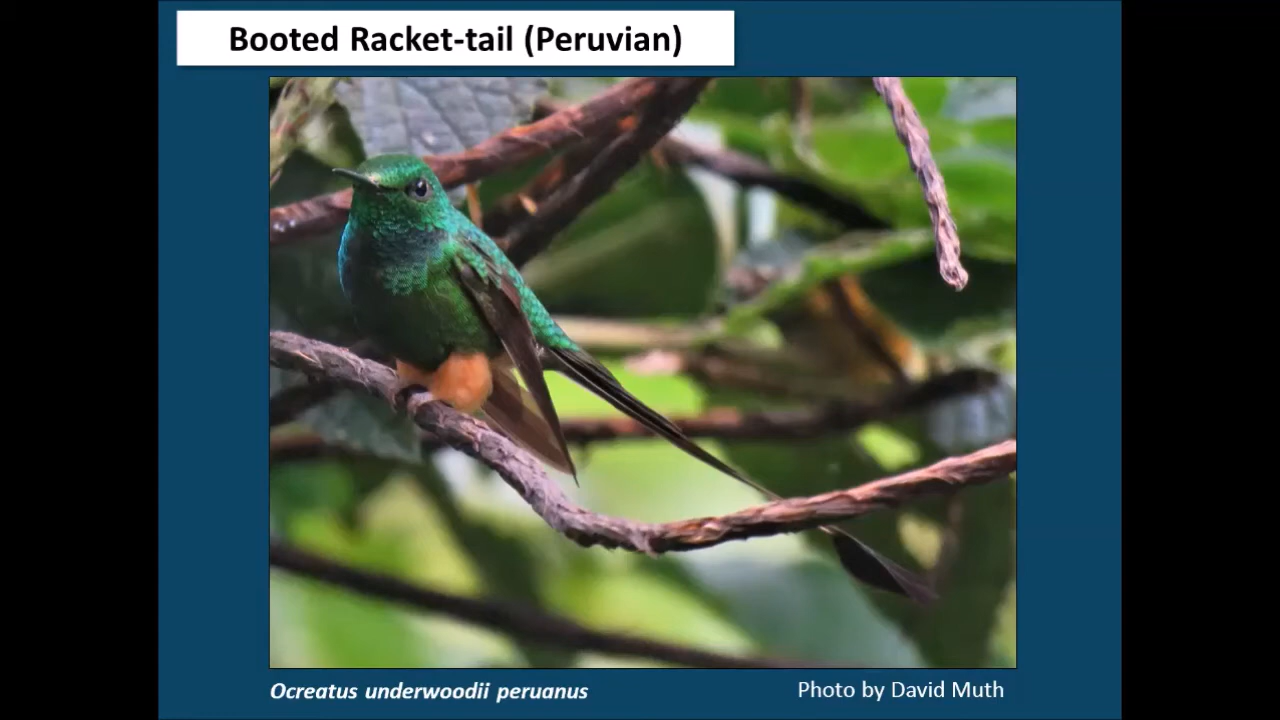 Booted Racket-tail (Peruvian)
Ocreatus underwoodii peruanus
Photo by David Muth